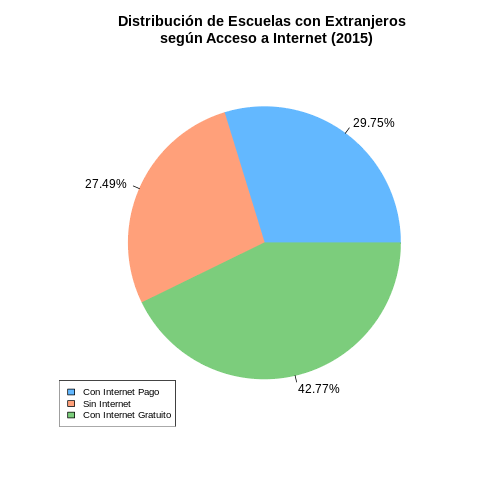 Distribución de Escuelas con Extranjeros
según Acceso a Internet (2015)
29.75%
27.49%
42.77%
Con Internet Pago
Sin Internet
Con Internet Gratuito